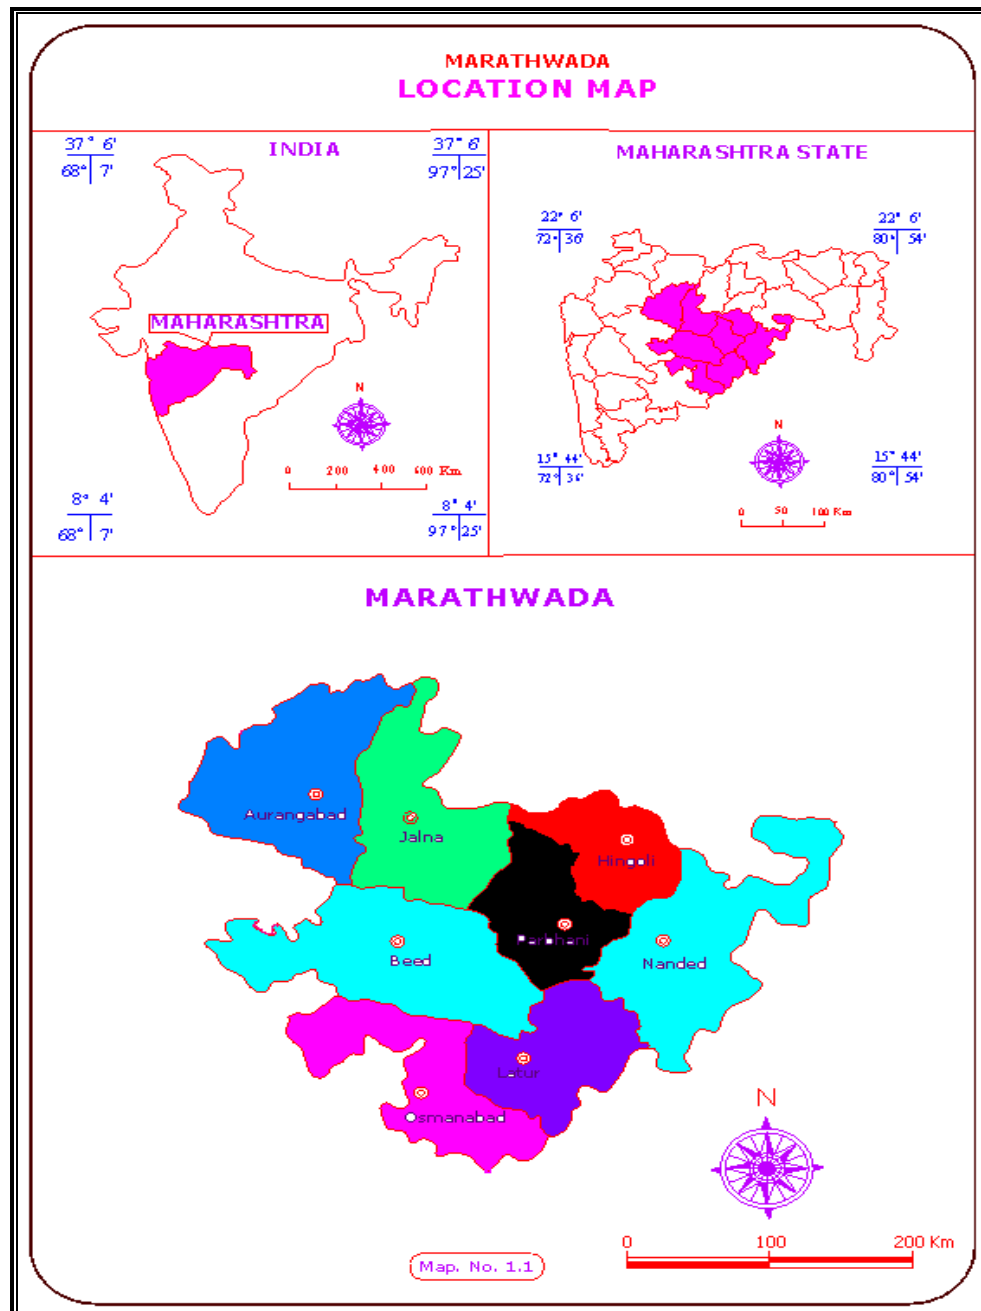 MARATHWADA
LOCATION MAP
INDIA
37° 6'
68° 7'
37° 6'
97° 25'
MAHARASHTRA
N
0 200 400 600 Km
8° 4'
68° 7'
8° 4'
97° 25'
MAHARASHTRA STATE
22° 6'
72° 36'
22° 6'
80° 54'
N
15° 44'
72° 36'
15° 44'
80° 54'
0 50 100 Km
MARATHWADA
Aurangabad
Jalna
Hingoli
Parbhani
Beed
Nanded
Latur
Osmanabad
N
0 100 200 Km
Map. No. 1.1